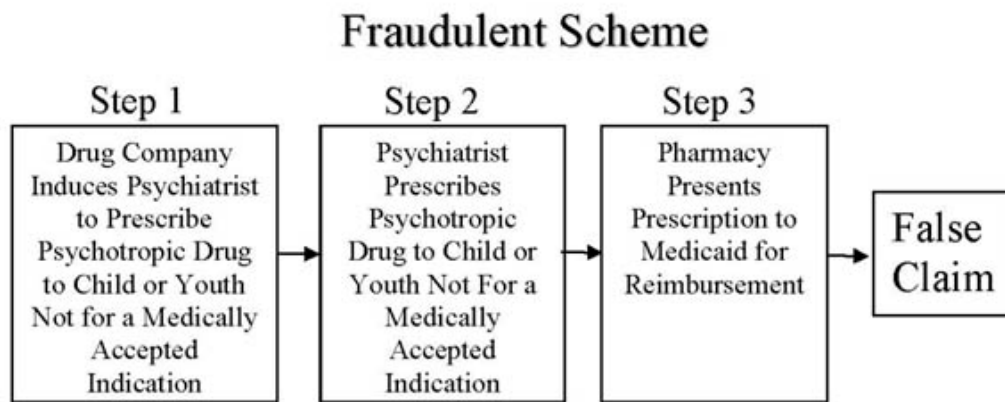 Fraudulent Scheme
Step 1
Drug Company
Induces Psychiatrist
to Prescribe
Psychotropic Drug
to Child or Youth
Not for a Medically
Accepted
Indication
Step 2
Psychiatrist
Prescribes
Psychotropic
Drug to Child or
Youth Not For a
Medically
Accepted
Indication
Step 3
Pharmacy
Presents
Prescription to
Medicaid for
Reimbursement
False
Claim